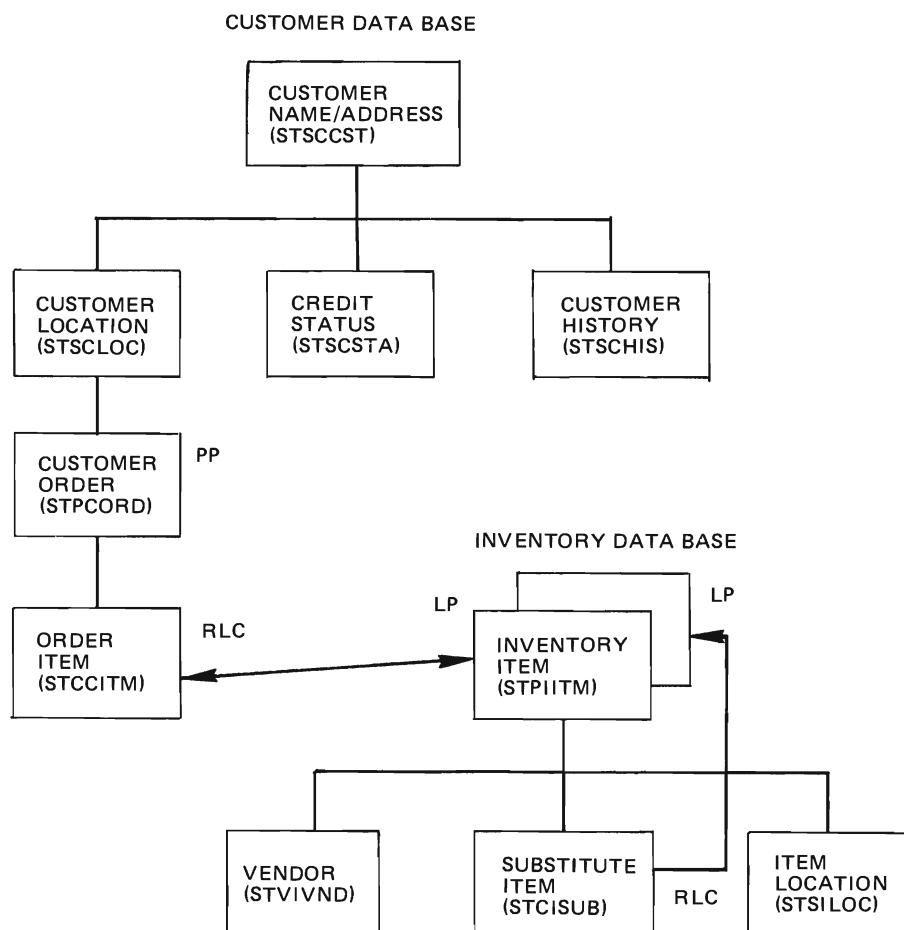 CUSTOMER DATA BASE
CUSTOMER
NAME/ADDRESS
(STSCCST)
CUSTOMER
LOCATION
(STSCLOC)
CREDIT
STATUS
(STSCSTA)
CUSTOMER
HISTORY
(STSCHIS)
CUSTOMER
ORDER
(STPCORD)
PP
INVENTORY DATA BASE
ORDER
ITEM
(STCCITM)
RLC
LP
INVENTORY
ITEM
(STPIITM)
LP
VENDOR
(STVIVND)
SUBSTITUTE
ITEM
(STCISUB)
RLC
ITEM
LOCATION
(STSILOC)